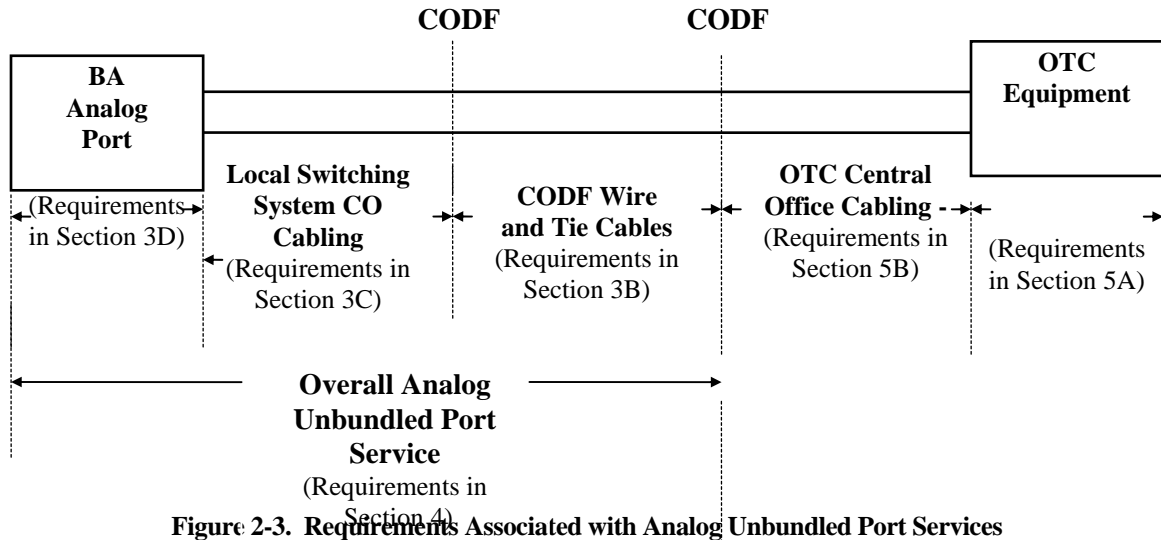 CODF
CODF
BA
Analog
Port
OTC
Equipment
(Requirements
in Section 3D)
Local Switching
System CO
Cabling
(Requirements in
Section 3C)
CODF Wire
and Tie Cables
(Requirements in
Section 3B)
OTC Central
Office Cabling -
(Requirements in
Section 5B)
(Requirements
in Section 5A)
Overall Analog
Unbundled Port
Service
(Requirements in
Section 4)
Figure 2-3. Requirements Associated with Analog Unbundled Port Services